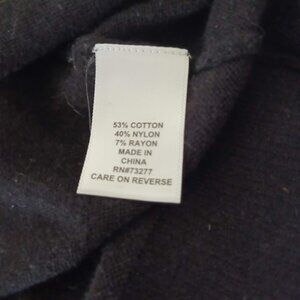 53% COTTON
40% NYLON
7% RAYON
MADE IN
CHINA
RN#73277
CARE ON REVERSE